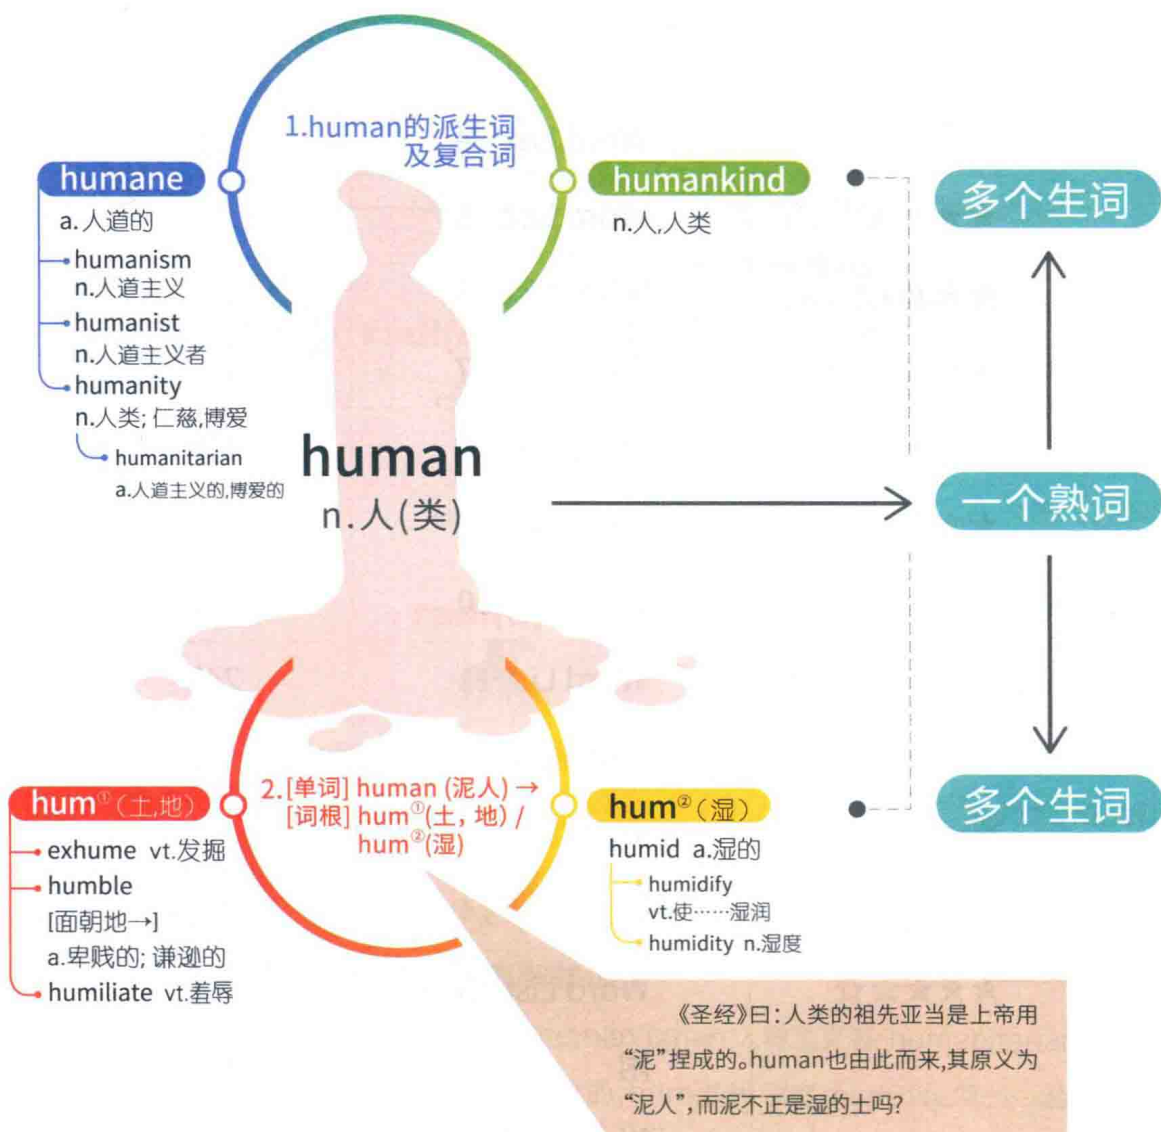 1.human的派生词
及复合词
humane
a.人道的
humanism
n.人道主义
humanist
n.人道主义者
humanity
n.人类; 仁慈,博爱
humanitarian
a.人道主义的,博爱的
humankind
n.人,人类
human
n.人(类)
多个生词
一个熟词
多个生词
2.[单词] human (泥人) →
[词根] hum①(土, 地) /
hum②(湿)
hum①(土,地)
exhume vt.发掘
humble
[面朝地→]
a.卑贱的; 谦逊的
humiliate vt.羞辱
hum②(湿)
humid a.湿的
humidify
vt.使……湿润
humidity n.湿度
《圣经》曰:人类的祖先亚当是上帝用
“泥”捏成的。human也由此而来,其原义为
“泥人”,而泥不正是湿的土吗?